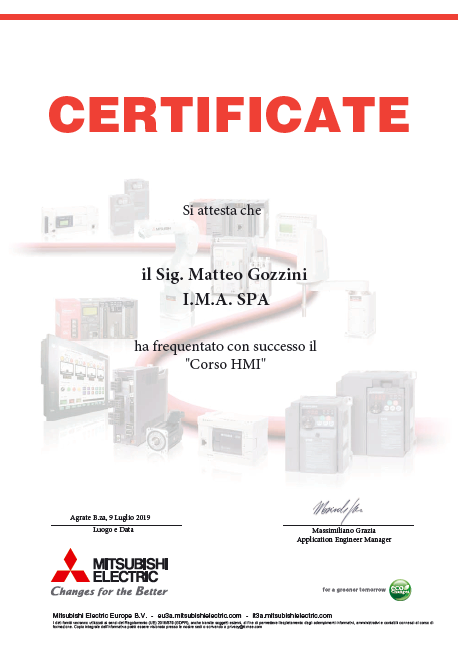 CERTIFICATE
Si attesta che
il Sig. Matteo Gozzini
I.M.A. SPA
ha frequentato con successo il
"Corso HMI"
Agrate B.za, 9 Luglio 2019
Luogo e Data
Massimiliano Grazia
Application Engineer Manager
MITSUBISHI
ELECTRIC
Changes for the Better
for a greener tomorrow
ECO
Changes
Mitsubishi Electric Europe B.V. - eu3a.mitsubishielectric.com - it3a.mitsubishielectric.com